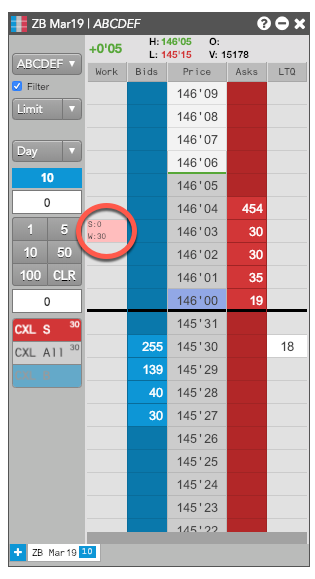 ZB Mar19 | ABCDEF
+0'05 H: 146'05 O:
L: 145'15 V: 15178
ABCDEF
Filter
Limit
Day
10
0
1 5
10 50
100 CLR
0
CXL S 30
CXL All 30
Work Bids Price Asks LTQ
146'09
146'08
146'07
146'06
146'05
146'04 454
S:0
W:30 146'03 30
146'02 30
146'01 35
146'00 19
145'31
255 145'30 18
139 145'29
40 145'28
30 145'27
145'26
145'25
145'24
145'23
145'22
+ ZB Mar19 10